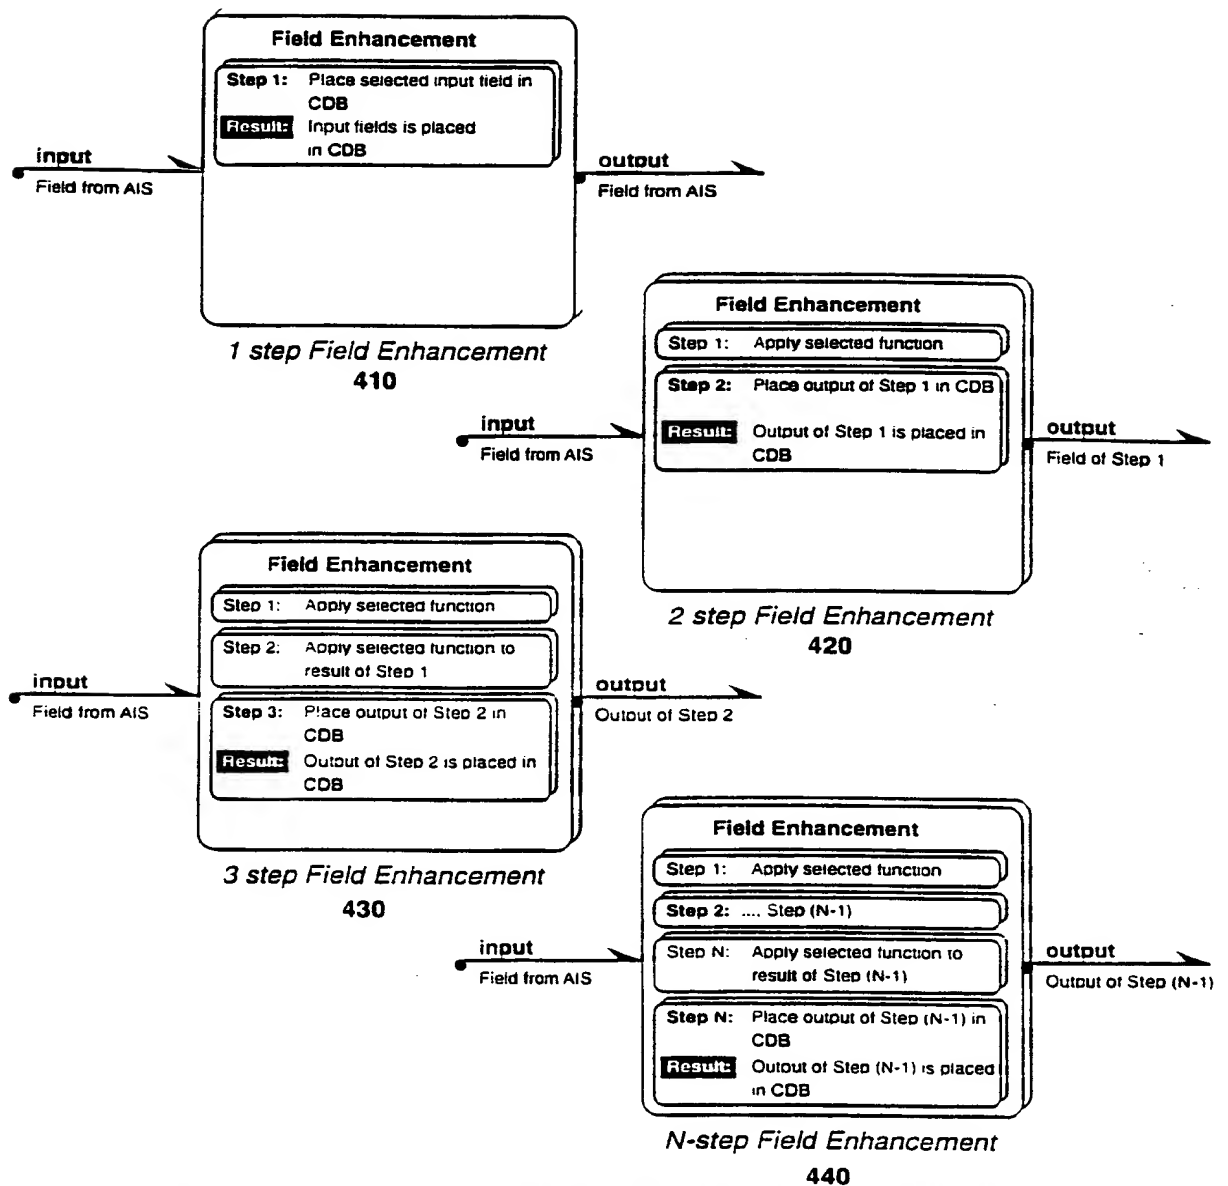 Field Enhancement
Step 1: Place selected input field in
CDB
Result: Input fields is placed
in CDB
input
Field from AIS
output
Field from AIS
1 step Field Enhancement
410
Field Enhancement
Step 1: Apply selected function
Step 2: Place output of Step 1 in CDB
Result: Output of Step 1 is placed in
CDB
input
Field from AIS
output
Field of Step 1
2 step Field Enhancement
420
Field Enhancement
Step 1: Apply selected function
Step 2: Apply selected function to
result of Step 1
Step 3: Place output of Step 2 in
CDB
Result: Output of Step 2 is placed in
CDB
input
Field from AIS
output
Output of Step 2
3 step Field Enhancement
430
Field Enhancement
Step 1: Apply selected function
Step 2: .... Step (N-1)
Step N: Apply selected function to
result of Step (N-1)
Step N: Place output of Step (N-1) in
CDB
Result: Output of Step (N-1) is placed
in CDB
input
Field from AIS
output
Output of Step (N-1)
N-step Field Enhancement
440